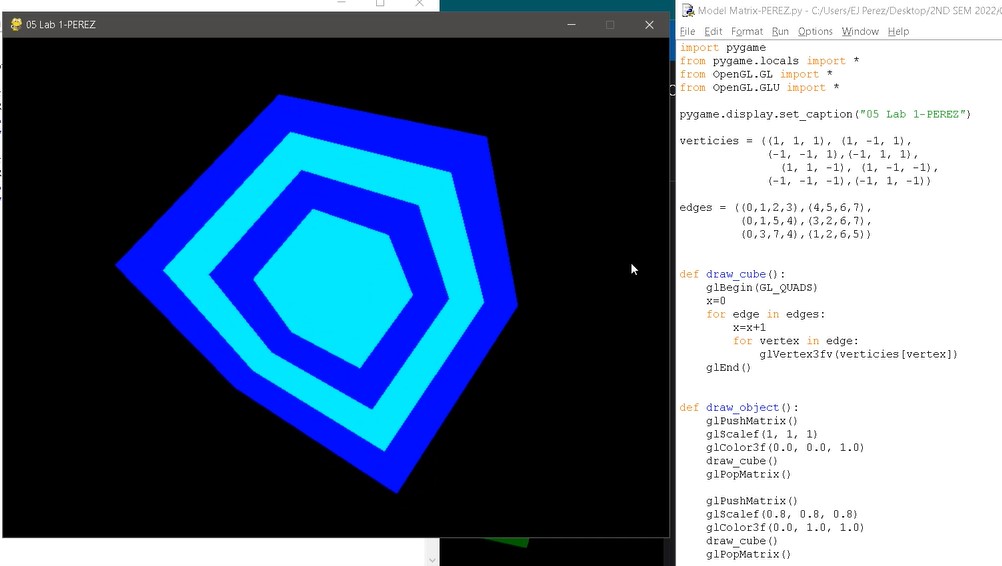 05 Lab 1-PEREZ
Model Matrix-PEREZ.py - C:/Users/EJ Perez/Desktop/2ND SEM 2022/
File Edit Format Run Options Window Help
import pygame
from pygame.locals import *
from OpenGL.GL import *
from OpenGL.GLU import *
pygame.display.set_caption("05 Lab 1-PEREZ")
verticies = ((1, 1, 1), (1, -1, 1),
(-1, -1, 1),(-1, 1, 1),
(1, 1, -1), (1, -1, -1),
(-1, -1, -1),(-1, 1, -1))
edges = ((0,1,2,3),(4,5,6,7),
(0,1,5,4),(3,2,6,7),
(0,3,7,4),(1,2,6,5))
def draw_cube():
glBegin(GL_QUADS)
x=0
for edge in edges:
x=x+1
for vertex in edge:
glVertex3fv(verticies[vertex])
glEnd()
def draw_object():
glPushMatrix()
glScalef(1, 1, 1)
glColor3f(0.0, 0.0, 1.0)
draw_cube()
glPopMatrix()
glPushMatrix()
glScalef(0.8, 0.8, 0.8)
glColor3f(0.0, 1.0, 1.0)
draw_cube()
glPopMatrix()